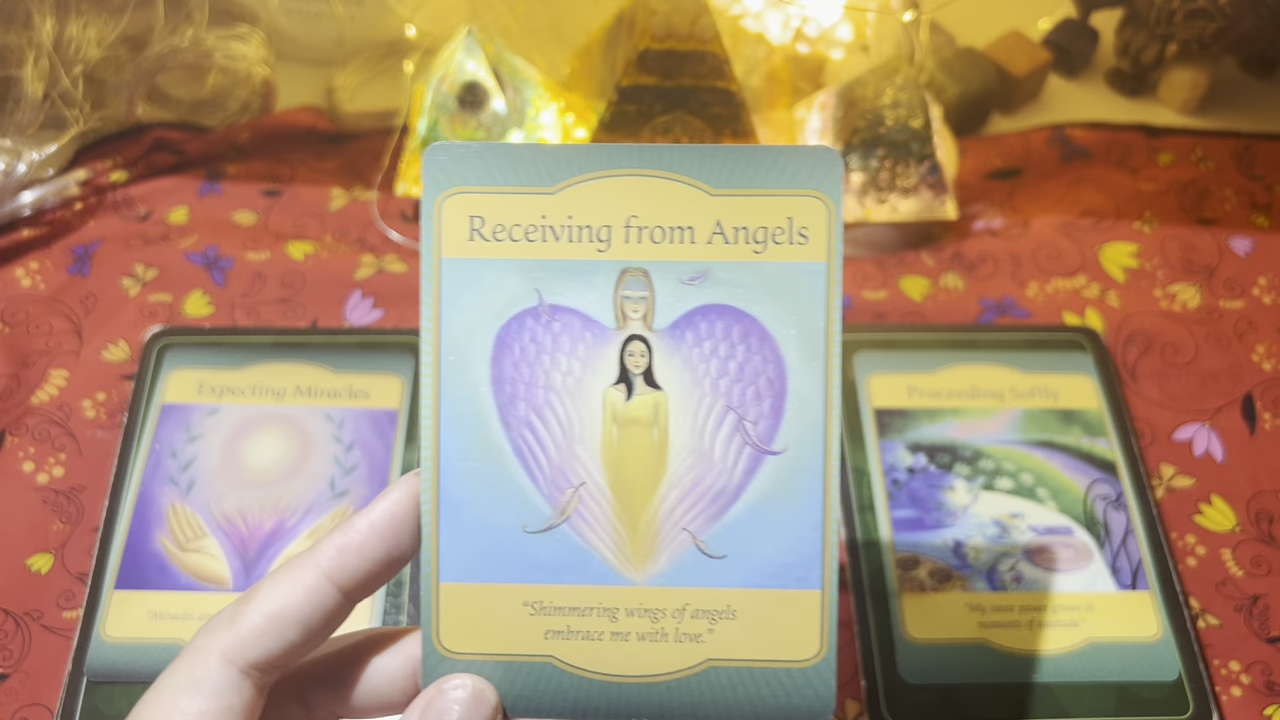 Receiving from Angels
"Shimmering wings of angels
embrace me with love."
Expecting Miracles
Proceeding Softly